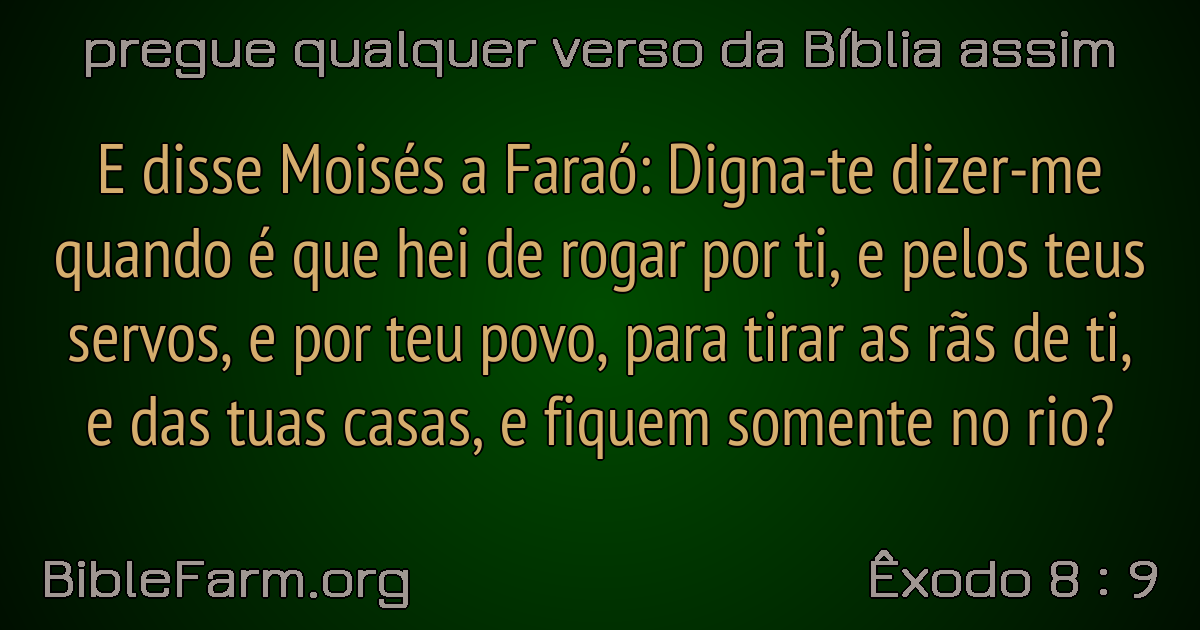 pregue qualquer verso da Bíblia assim
E disse Moisés a Faraó: Digna-te dizer-me
quando é que hei de rogar por ti, e pelos teus
servos, e por teu povo, para tirar as rãs de ti,
e das tuas casas, e fiquem somente no rio?
BibleFarm.org
Êxodo 8 : 9